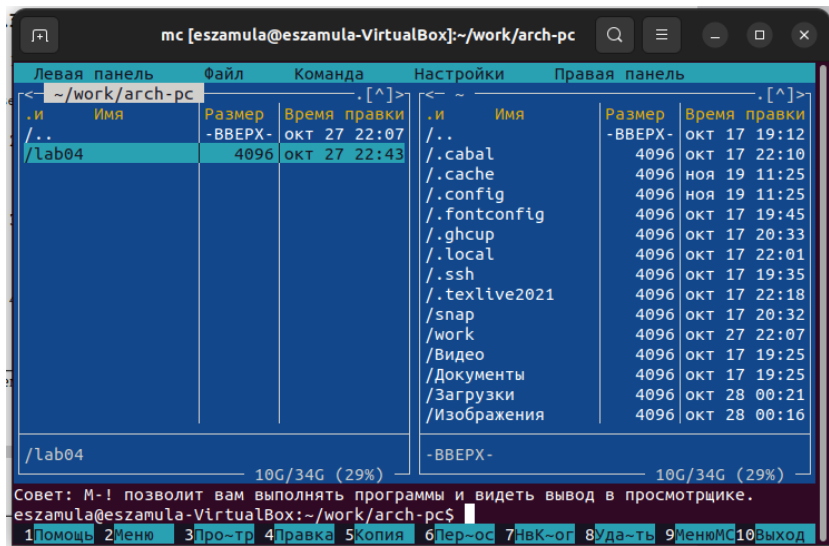 mc [eszamula@eszamula-VirtualBox]:~/work/arch-pc
Левая панель Файл Команда Настройки Правая панель
<- ~/work/arch-pc .[^]>
.и Имя Размер Время правки
/.. -ВВЕРХ- окт 27 22:07
/lab04 4096 окт 27 22:43
/lab04
10G/34G (29%)
<- ~ .[^]>
.и Имя Размер Время правки
/.. -ВВЕРХ- окт 17 19:12
/.cabal 4096 окт 17 22:10
/.cache 4096 ноя 19 11:25
/.config 4096 ноя 19 11:25
/.fontconfig 4096 окт 17 19:45
/.ghcup 4096 окт 17 20:33
/.local 4096 окт 17 22:01
/.ssh 4096 окт 17 19:35
/.texlive2021 4096 окт 17 22:18
/snap 4096 окт 17 20:32
/work 4096 окт 27 22:07
/Видео 4096 окт 17 19:25
/Документы 4096 окт 17 19:25
/Загрузки 4096 окт 28 00:21
/Изображения 4096 окт 28 00:16
-ВВЕРХ-
10G/34G (29%)
Совет: M-! позволит вам выполнять программы и видеть вывод в просмотрщике.
eszamula@eszamula-VirtualBox:~/work/arch-pc$
1Помощь 2Меню 3Про~тр 4Правка 5Копия 6Пер~ос 7НвК~ог 8Уда~ть 9МенюMC 10Выход